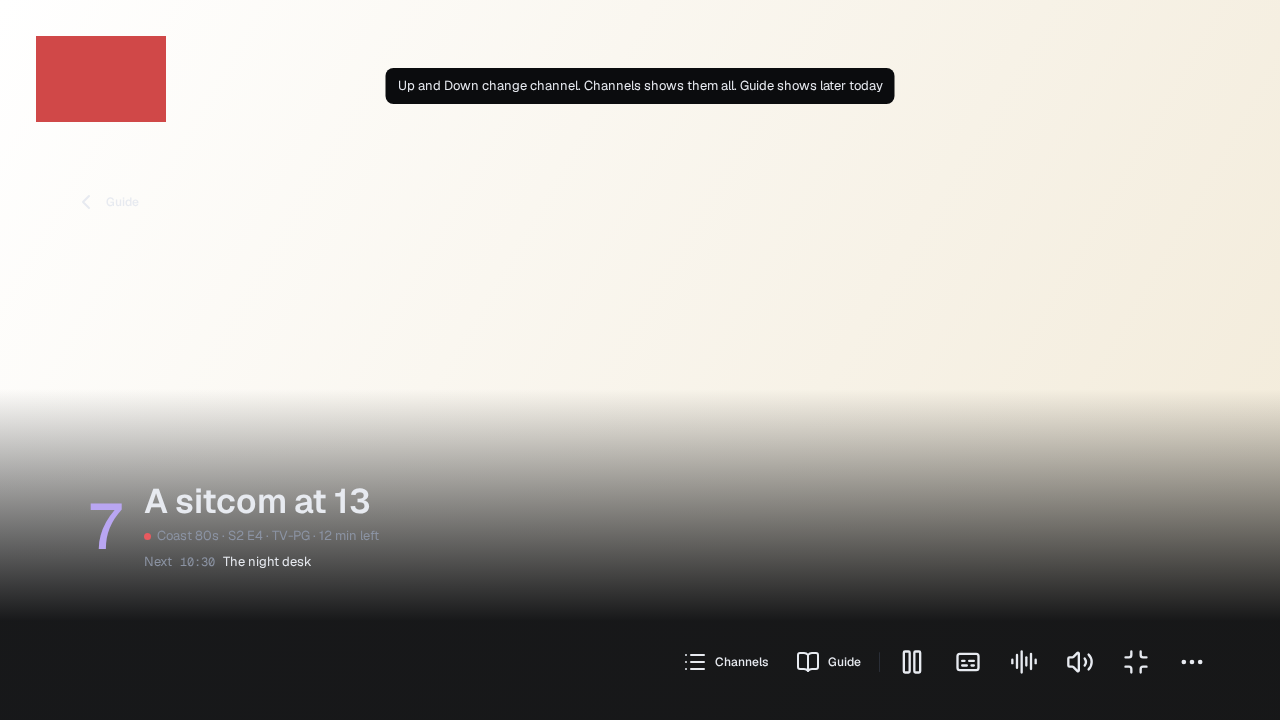 Up and Down change channel. Channels shows them all. Guide shows later today
Guide
7
A sitcom at 13
Coast 80s · S2 E4 · TV-PG · 12 min left
Next 10:30 The night desk
Channels
Guide